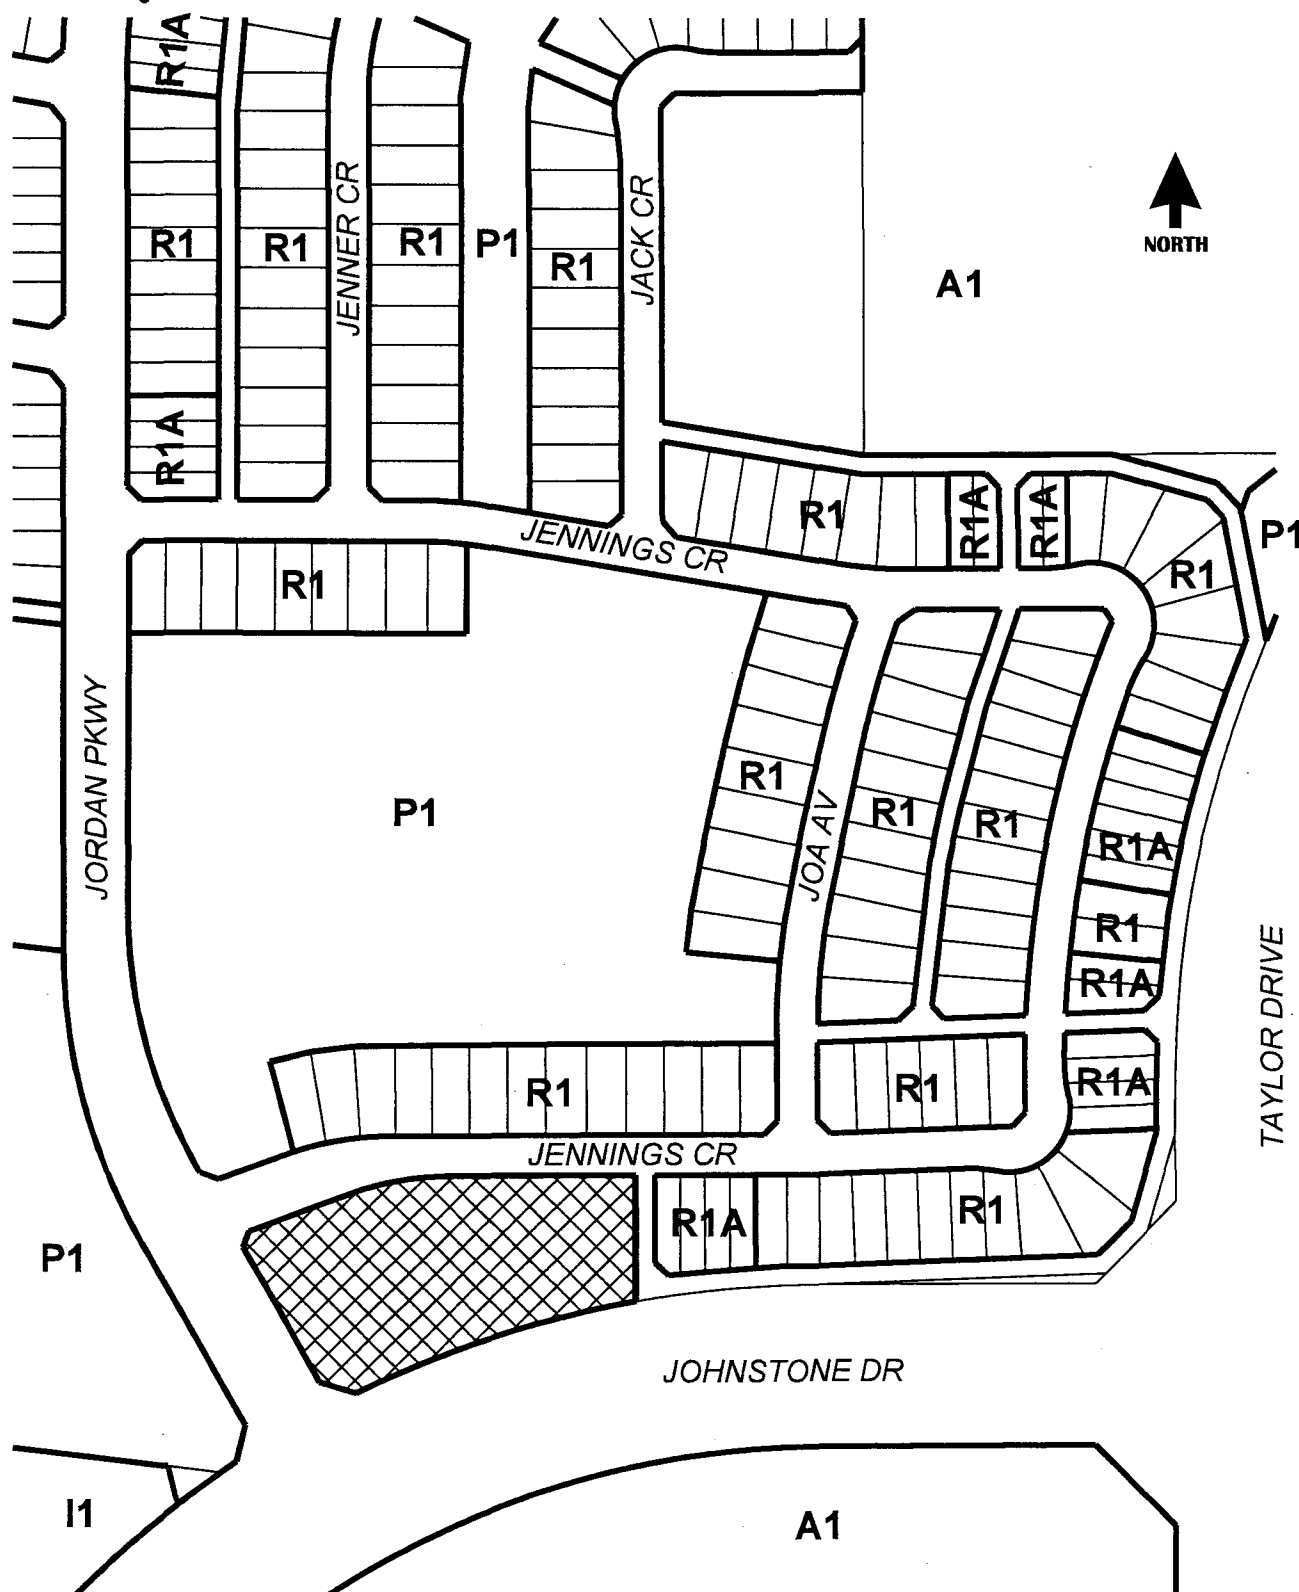 R1A
R1
R1
JENNER CR
R1
P1
R1
JACK CR
A1
NORTH
R1A
R1
R1A
R1A
P1
JENNINGS CR
R1
R1
JORDAN PKWY
P1
R1
JOA AV
R1
R1
R1A
R1
R1A
TAYLOR DRIVE
R1
R1
R1A
JENNINGS CR
R1A
R1
P1
JOHNSTONE DR
I1
A1